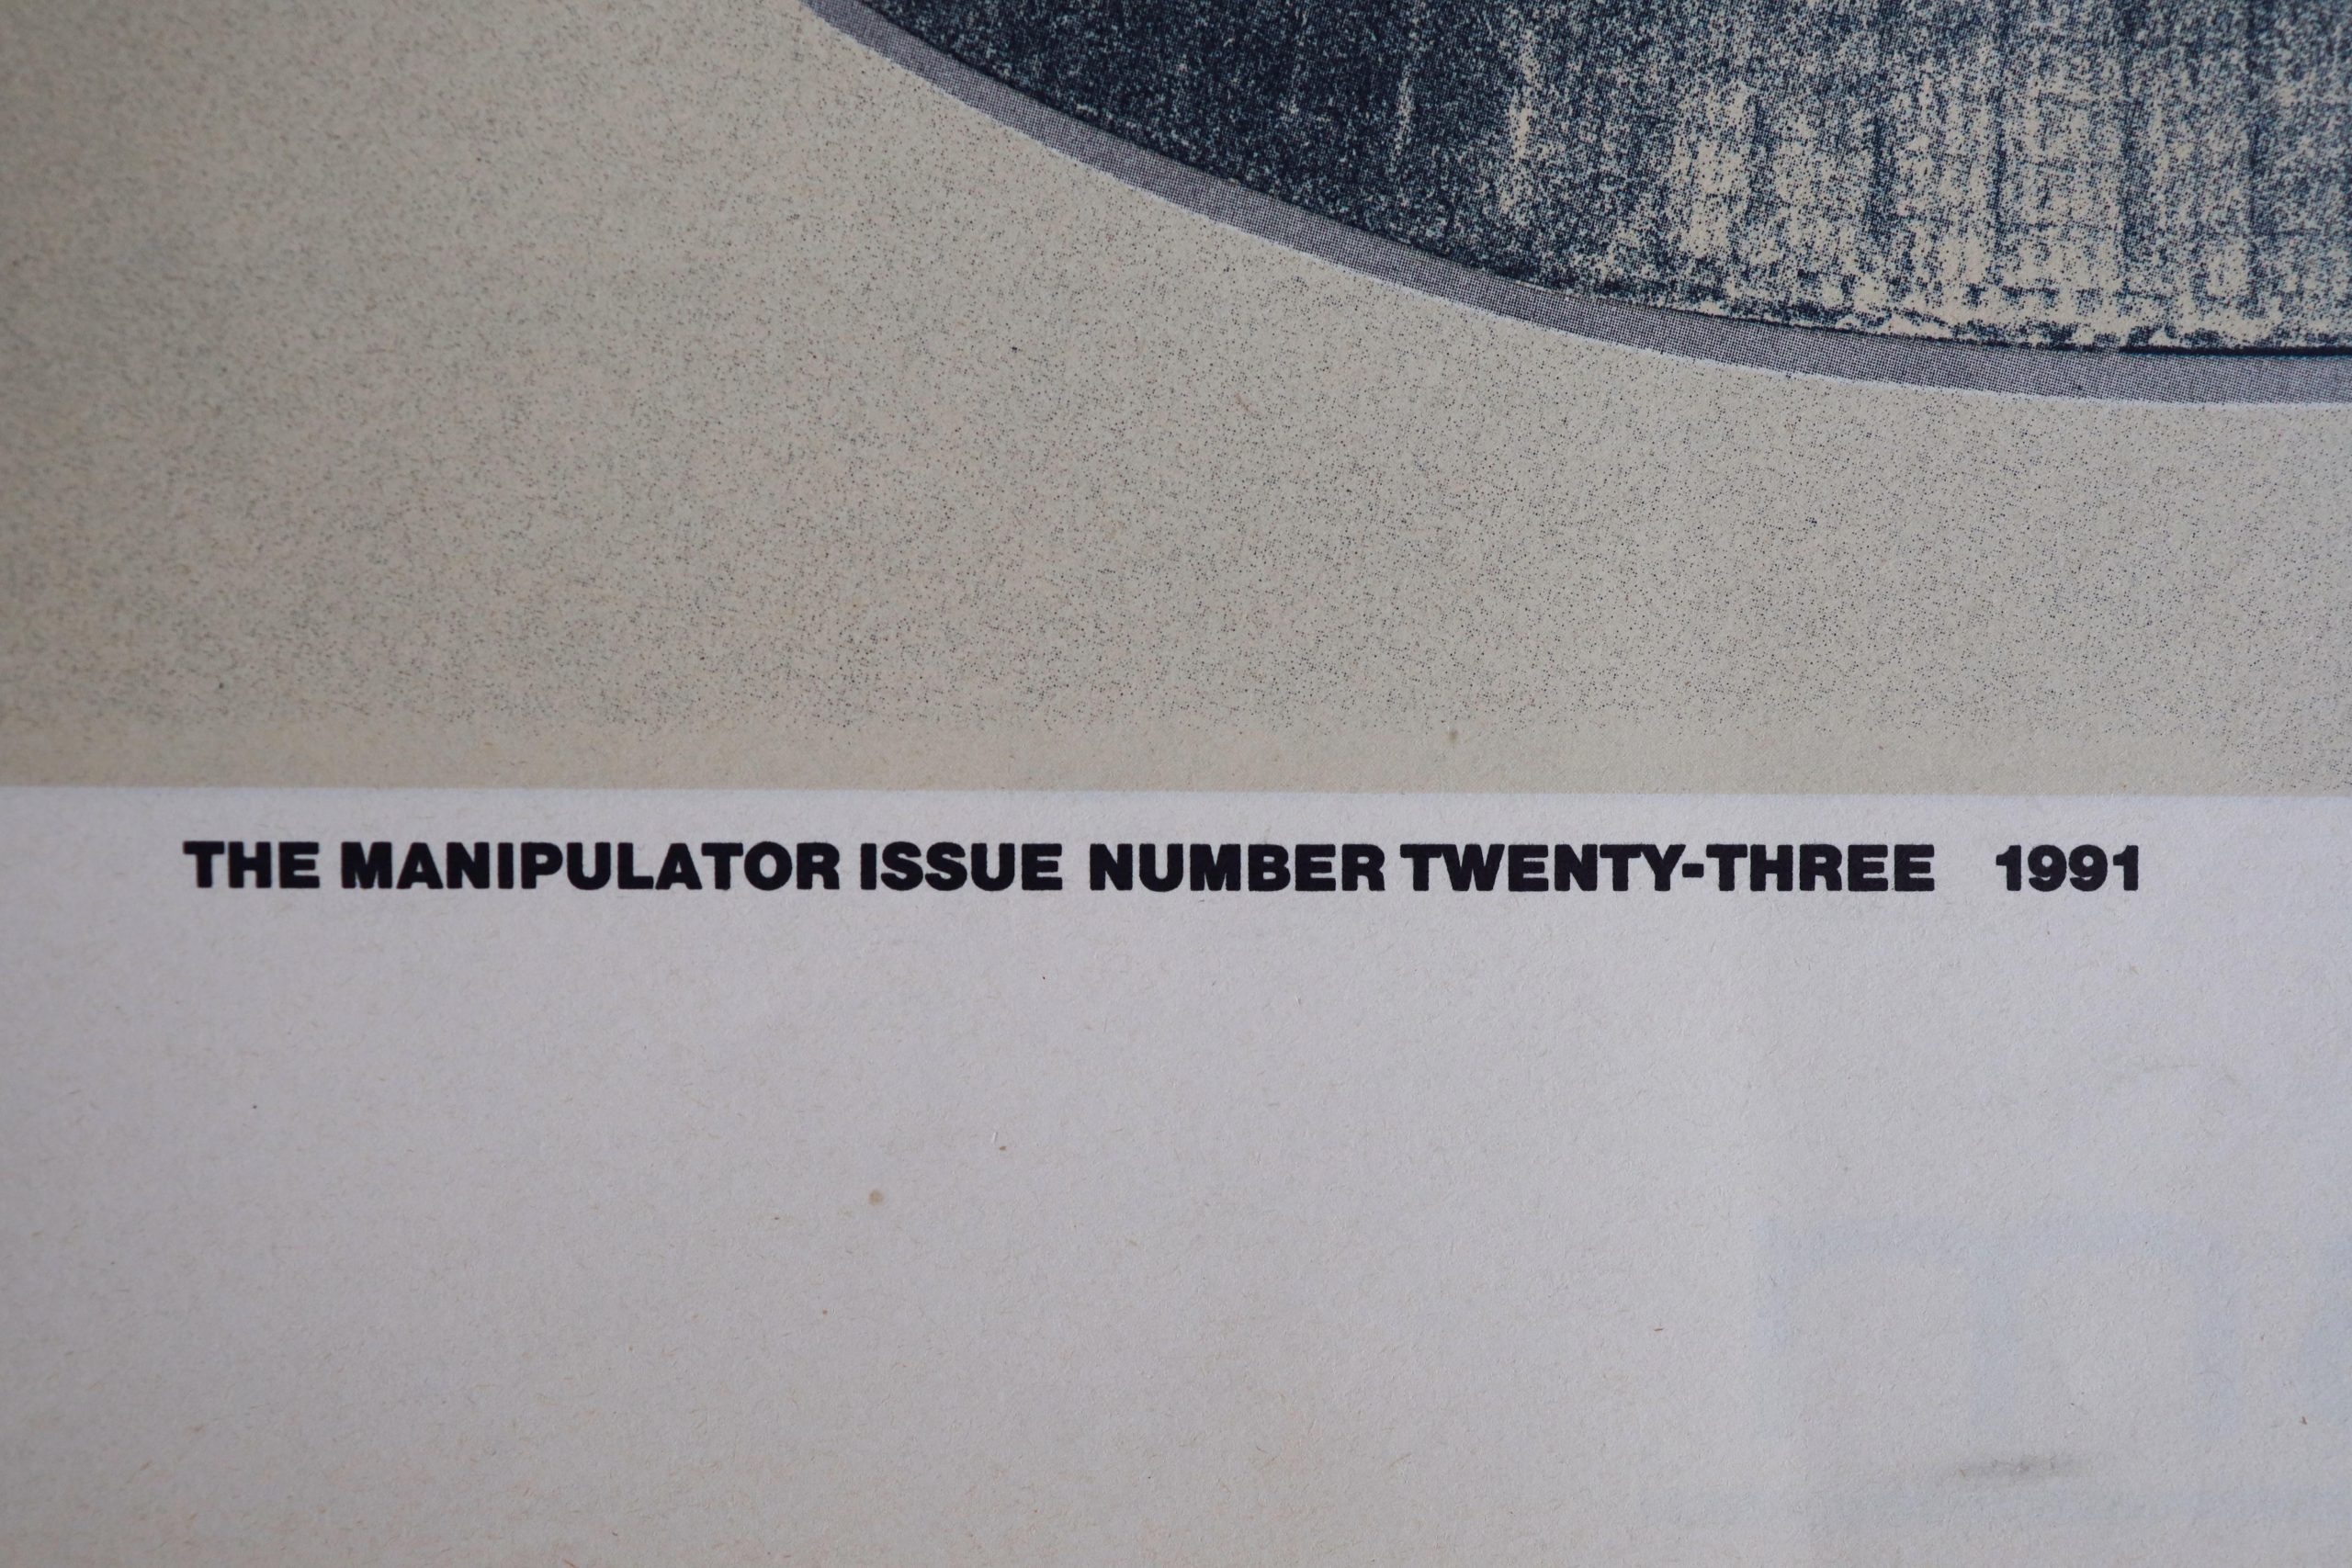 THE MANIPULATOR ISSUE NUMBER TWENTY-THREE 1991